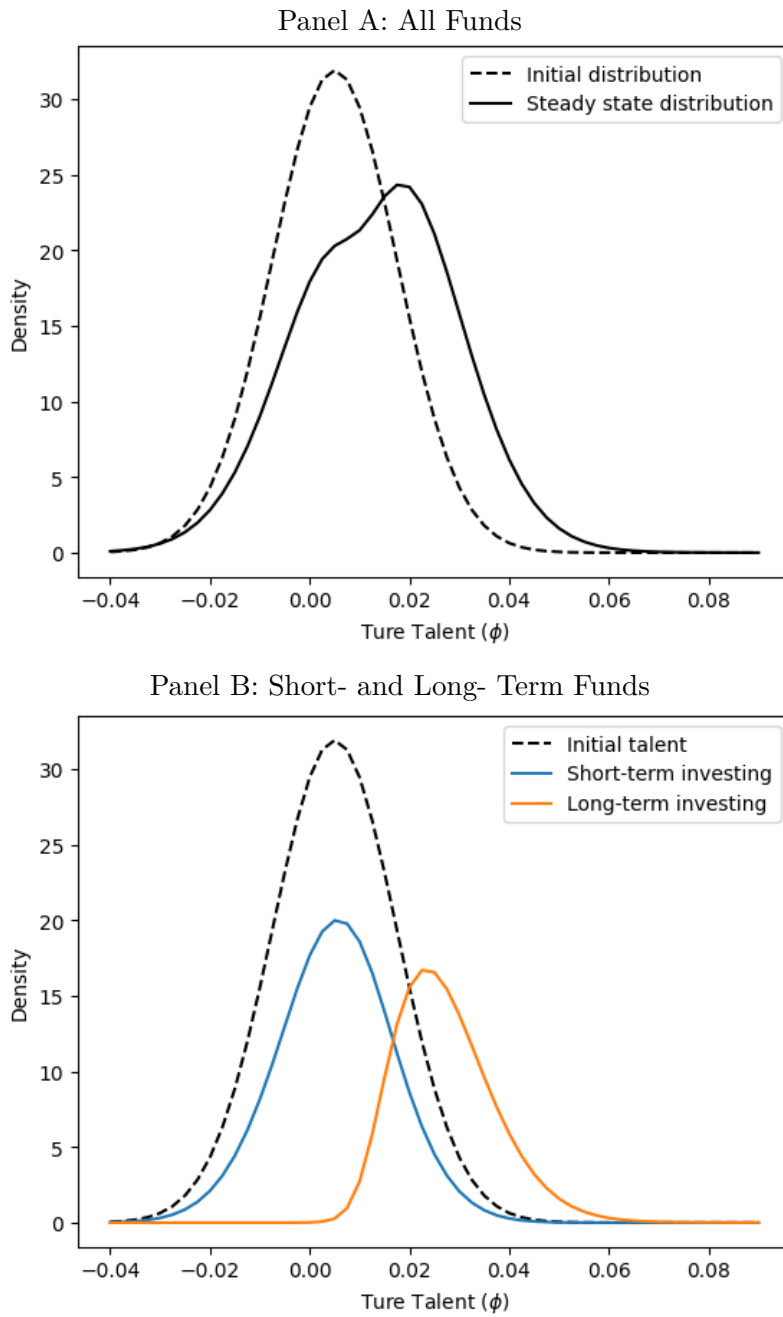 Panel A: All Funds
Initial distribution
Steady state distribution
30
25
20
15
10
5
0
Density
−0.04
−0.02
0.00
0.02
0.04
0.06
0.08
Ture Talent (ϕ)
Panel B: Short- and Long- Term Funds
Initial talent
Short-term investing
Long-term investing
30
25
20
15
10
5
0
Density
−0.04
−0.02
0.00
0.02
0.04
0.06
0.08
Ture Talent (ϕ)